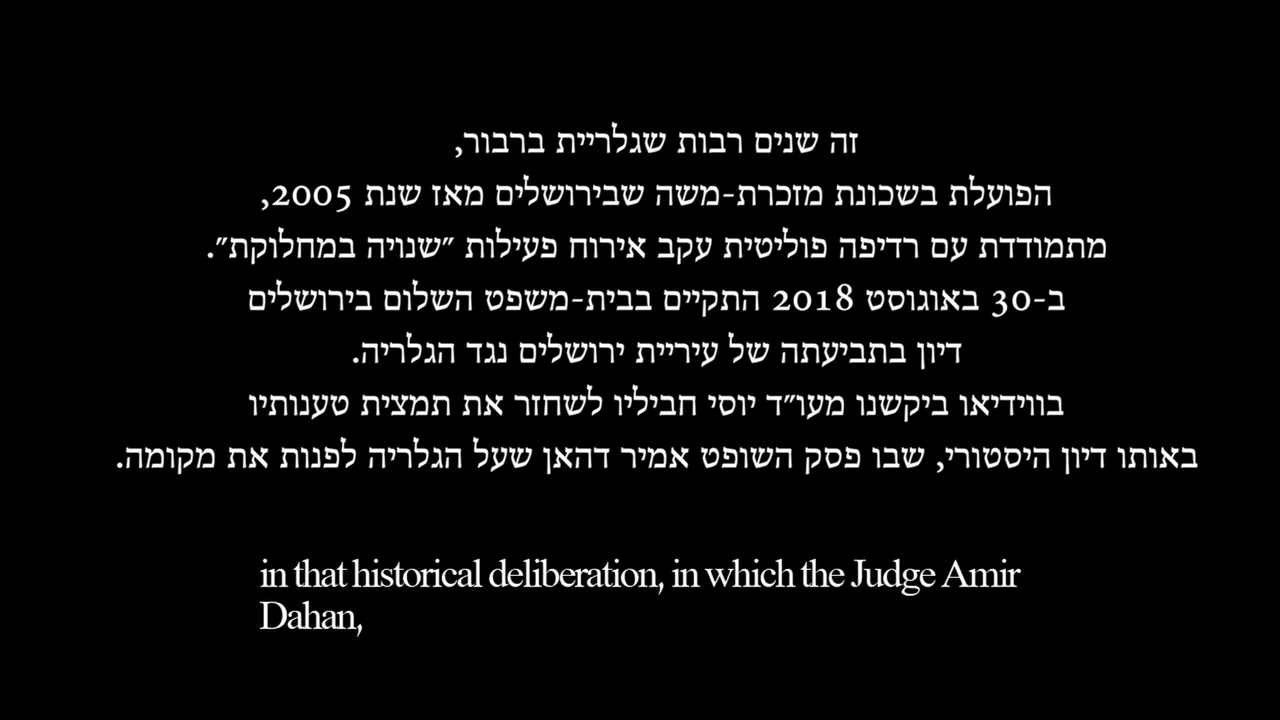 זה שנים רבות שגלריית ברבור,
הפועלת בשכונת מזכרת-משה שבירושלים מאז שנת 2005,
מתמודדת עם רדיפה פוליטית עקב אירוח פעילות ״שנויה במחלוקת״.
ב-30 באוגוסט 2018 התקיים בבית-משפט השלום בירושלים
דיון בתביעתה של עיריית ירושלים נגד הגלריה.
בווידיאו ביקשנו מעו״ד יוסי חביליו לשחזר את תמצית טענותיו
באותו דיון היסטורי, שבו פסק השופט אמיר דהאן שעל הגלריה לפנות את מקומה.
in that historical deliberation, in which the Judge Amir
Dahan,